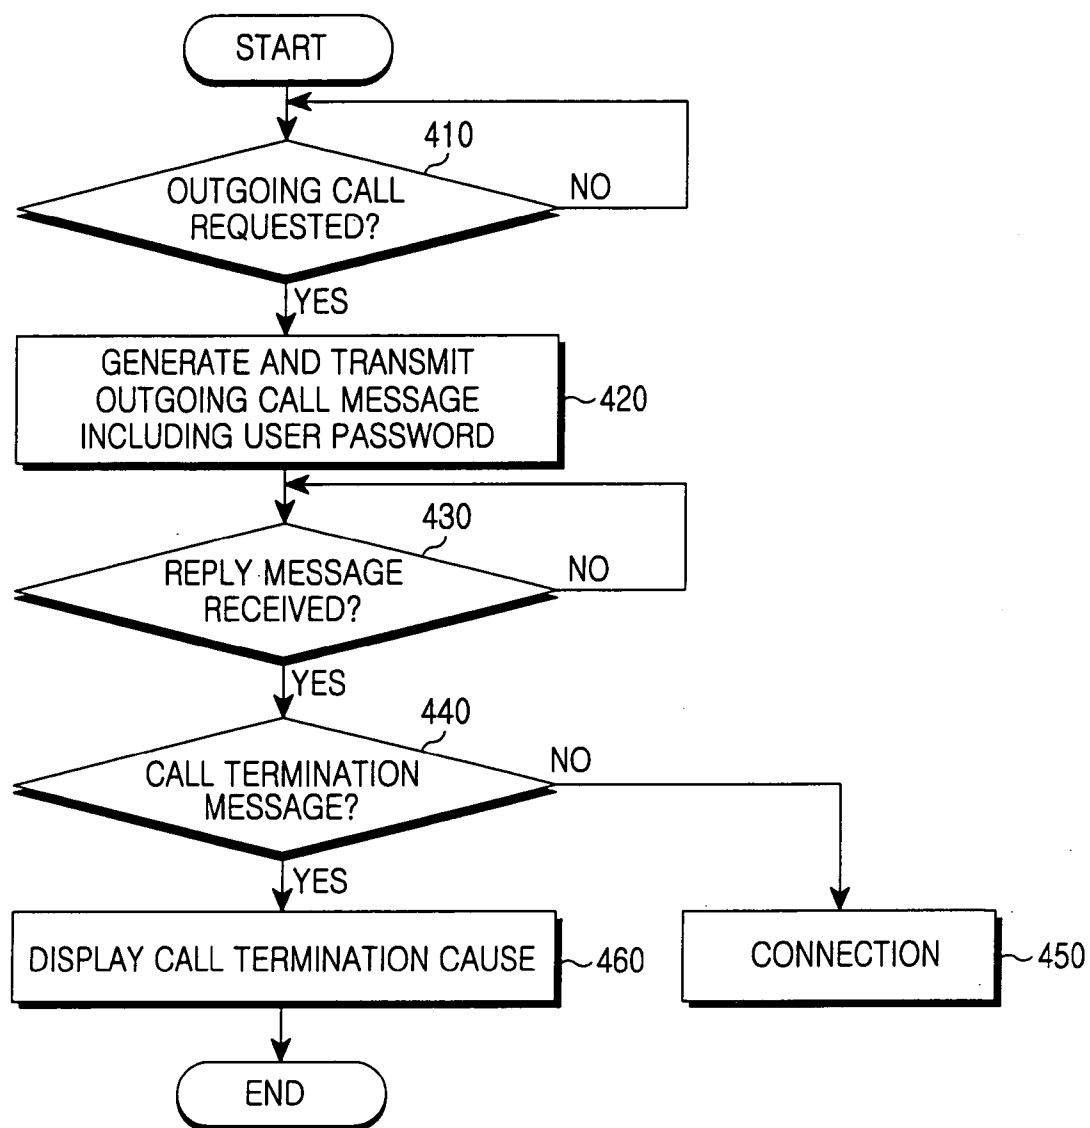 START
410
OUTGOING CALL
REQUESTED?
NO
YES
GENERATE AND TRANSMIT
OUTGOING CALL MESSAGE
INCLUDING USER PASSWORD
420
430
REPLY MESSAGE
RECEIVED?
NO
YES
440
CALL TERMINATION
MESSAGE?
NO
YES
DISPLAY CALL TERMINATION CAUSE
460
CONNECTION
450
END